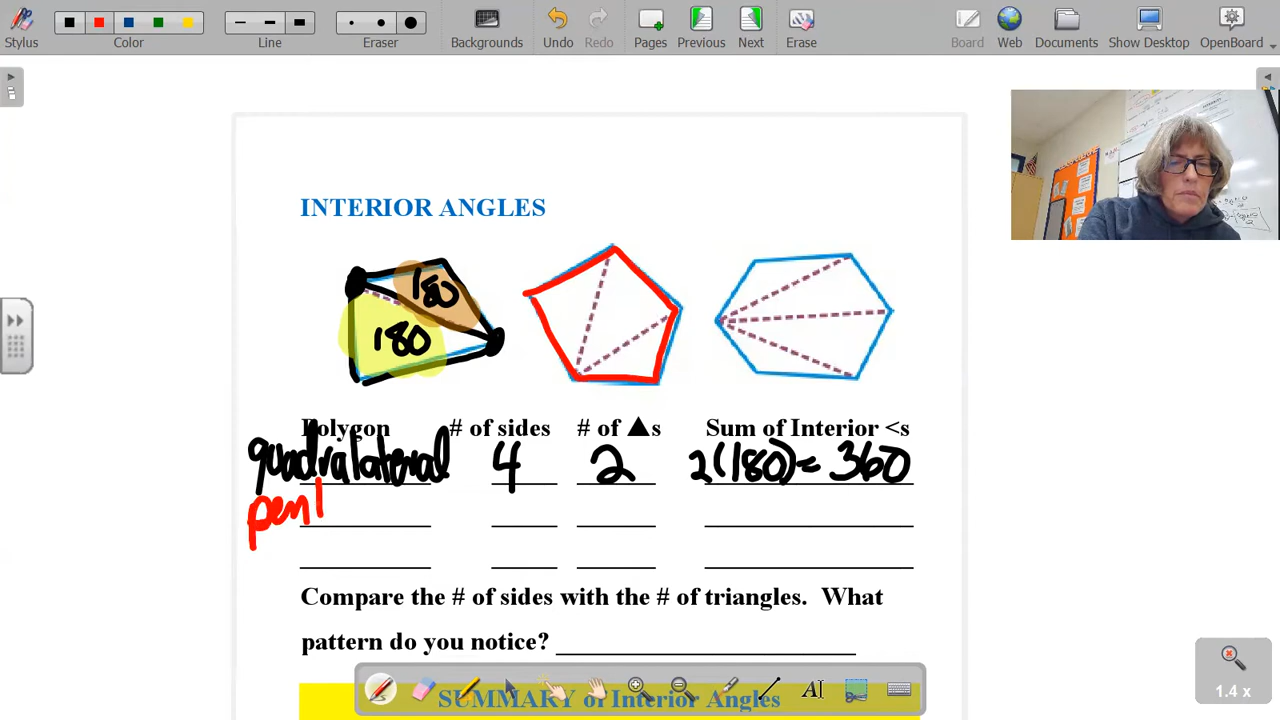 Stylus Color Line Eraser Backgrounds Undo Redo Pages Previous Next Erase Board Web Documents Show Desktop OpenBoard
INTERIOR ANGLES
180
180
Polygon # of sides # of ▲s Sum of Interior <s
quadralateral 4 2 2(180)= 360
pen
Compare the # of sides with the # of triangles. What
pattern do you notice?
SUMMARY of Interior Angles
1.4 x